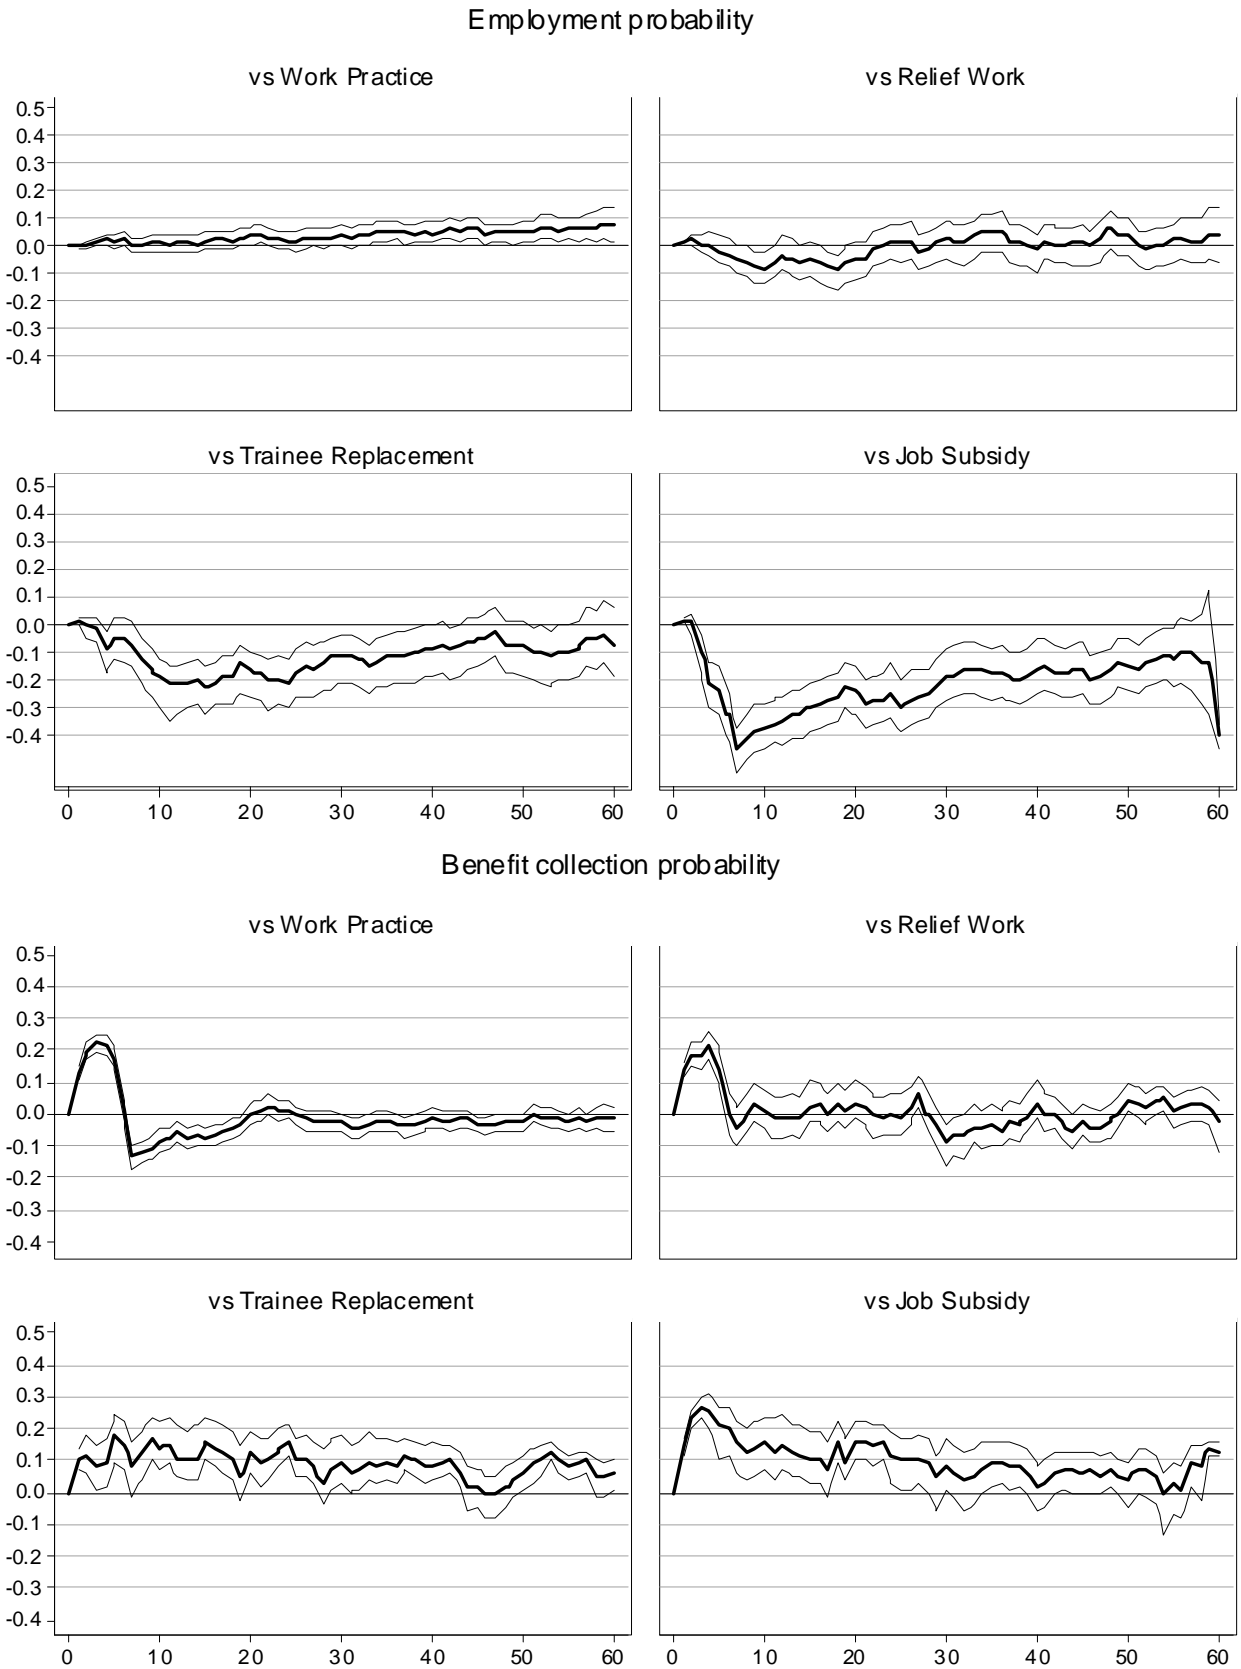 Employment probability
vs Work Practice
vs Relief Work
0.5
0.4
0.3
0.2
0.1
0.0
-0.1
-0.2
-0.3
-0.4
vs Trainee Replacement
vs Job Subsidy
0.5
0.4
0.3
0.2
0.1
0.0
-0.1
-0.2
-0.3
-0.4
0 10 20 30 40 50 60
0 10 20 30 40 50 60
Benefit collection probability
vs Work Practice
vs Relief Work
0.5
0.4
0.3
0.2
0.1
0.0
-0.1
-0.2
-0.3
-0.4
vs Trainee Replacement
vs Job Subsidy
0.5
0.4
0.3
0.2
0.1
0.0
-0.1
-0.2
-0.3
-0.4
0 10 20 30 40 50 60
0 10 20 30 40 50 60